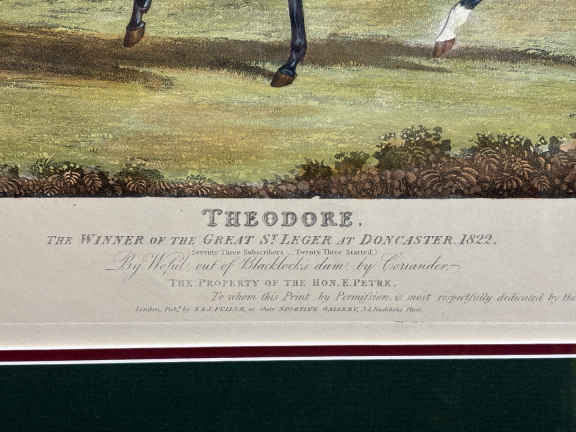 THEODORE.
THE WINNER OF THE GREAT ST. LEGER AT DONCASTER. 1822.
Seventy Three Subscribers Twenty Three Started.)
By Woful; out of Blacklock's dam; by Coriander.
THE PROPERTY OF THE HON. E. PETRE.
To whom this Print by Permission, is most respectfully dedicated by the
London, Pubd. by S. & J. FULLER, at their SPORTING GALLERY, 34, Rathbone Place.